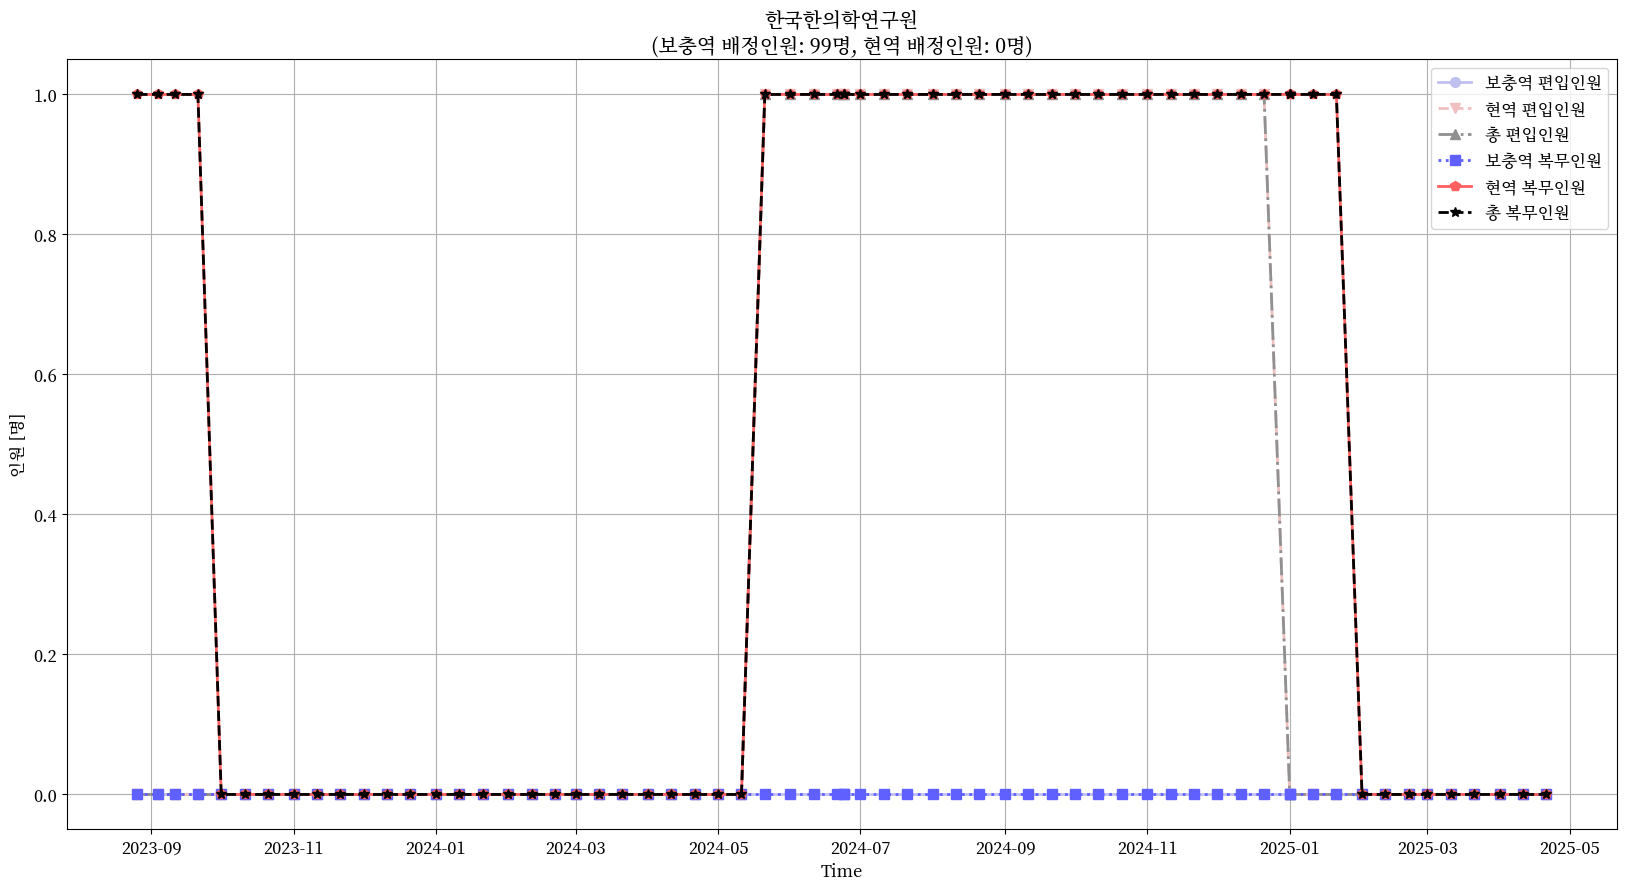 한국한의학연구원
(보충역 배정인원: 99명, 현역 배정인원: 0명)
보충역 편입인원
현역 편입인원
총 편입인원
보충역 복무인원
현역 복무인원
총 복무인원
인원 [명]
1.0
0.8
0.6
0.4
0.2
0.0
2023-09
2023-11
2024-01
2024-03
2024-05
2024-07
2024-09
2024-11
2025-01
2025-03
2025-05
Time